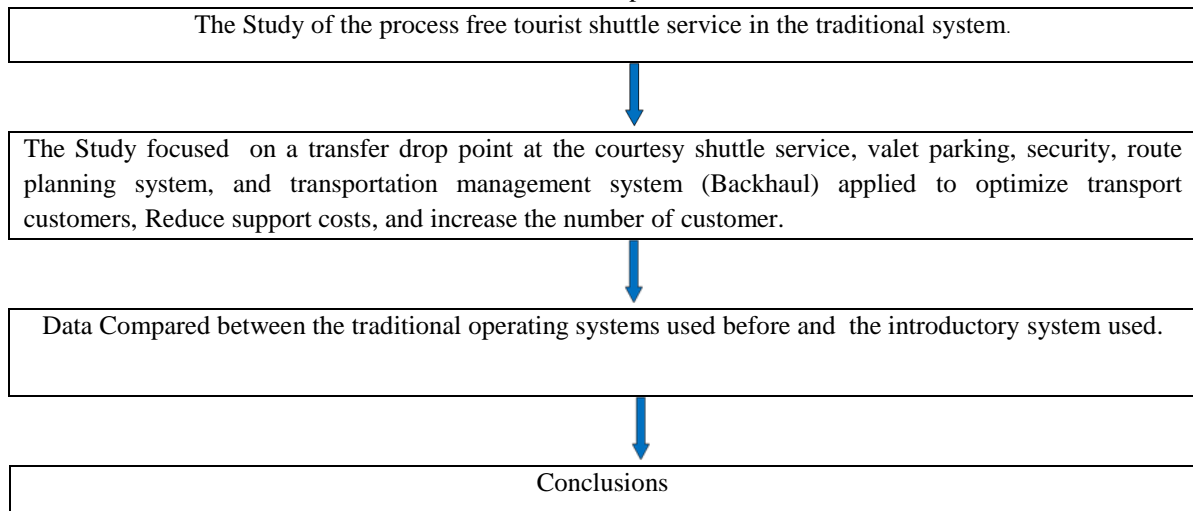 The Study of the process free tourist shuttle service in the traditional system.
The Study focused on a transfer drop point at the courtesy shuttle service, valet parking, security, route
planning system, and transportation management system (Backhaul) applied to optimize transport
customers, Reduce support costs, and increase the number of customer.
Data Compared between the traditional operating systems used before and the introductory system used.
Conclusions